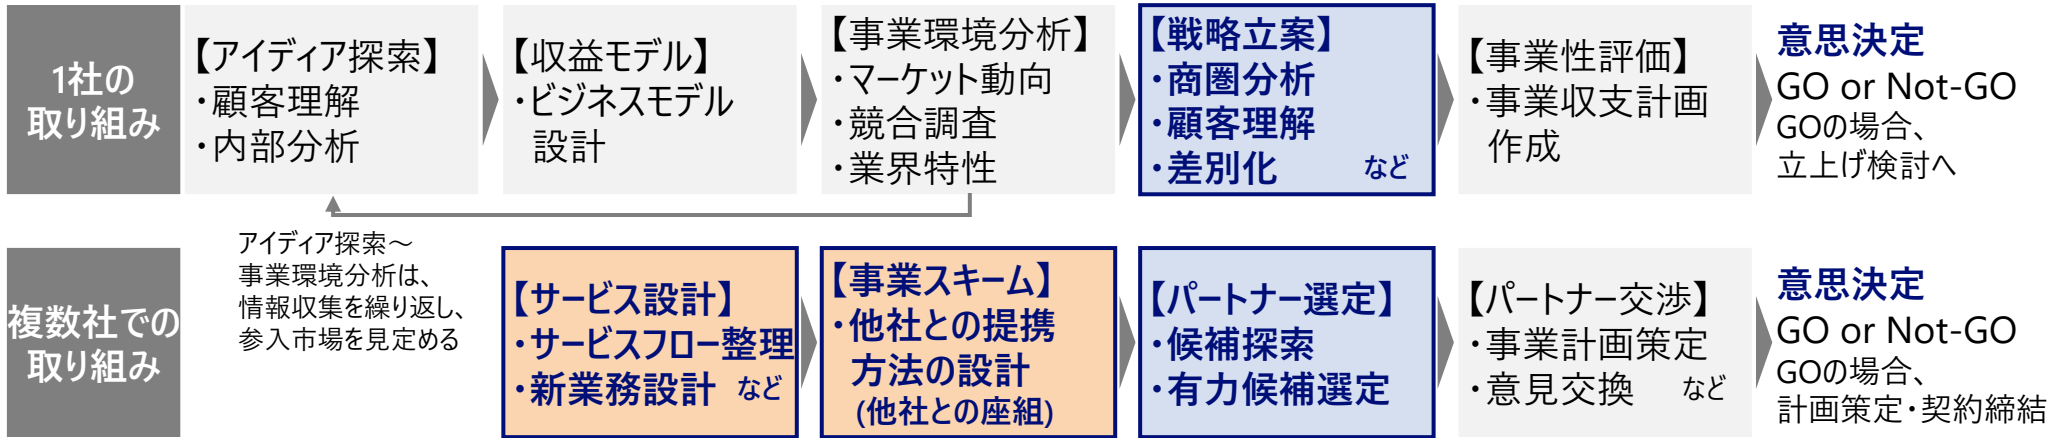 1社の
取り組み
【アイディア探索】
・顧客理解
・内部分析
【収益モデル】
・ビジネスモデル
設計
【事業環境分析】
・マーケット動向
・競合調査
・業界特性
【戦略立案】
・商圏分析
・顧客理解
・差別化 など
【事業性評価】
・事業収支計画
作成
意思決定
GO or Not-GO
GOの場合、
立上げ検討へ
アイディア探索～
事業環境分析は、
情報収集を繰り返し、
参入市場を見定める
複数社での
取り組み
【サービス設計】
・サービスフロー整理
・新業務設計 など
【事業スキーム】
・他社との提携
方法の設計
(他社との座組)
【パートナー選定】
・候補探索
・有力候補選定
【パートナー交渉】
・事業計画策定
・意見交換 など
意思決定
GO or Not-GO
GOの場合、
計画策定・契約締結